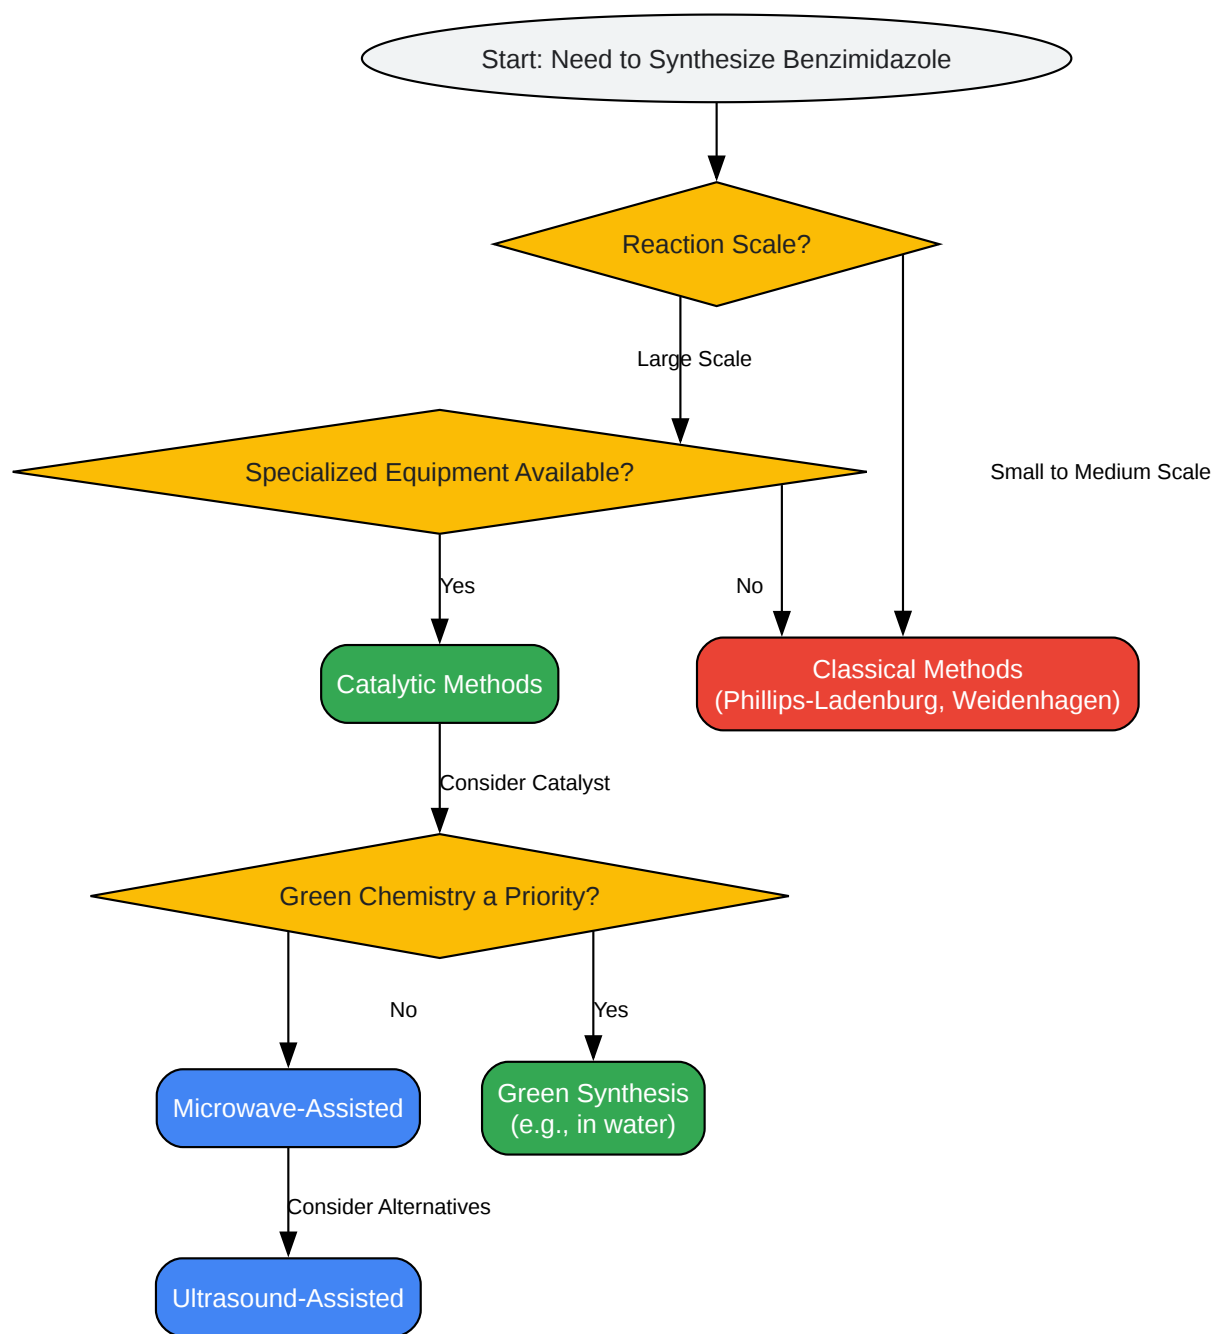 Start: Need to Synthesize Benzimidazole
Reaction Scale?
Large Scale
Specialized Equipment Available?
Small to Medium Scale
Yes
No
Catalytic Methods
Classical Methods
(Phillips-Ladenburg, Weidenhagen)
Consider Catalyst
Green Chemistry a Priority?
No
Yes
Microwave-Assisted
Green Synthesis
(e.g., in water)
Consider Alternatives
Ultrasound-Assisted